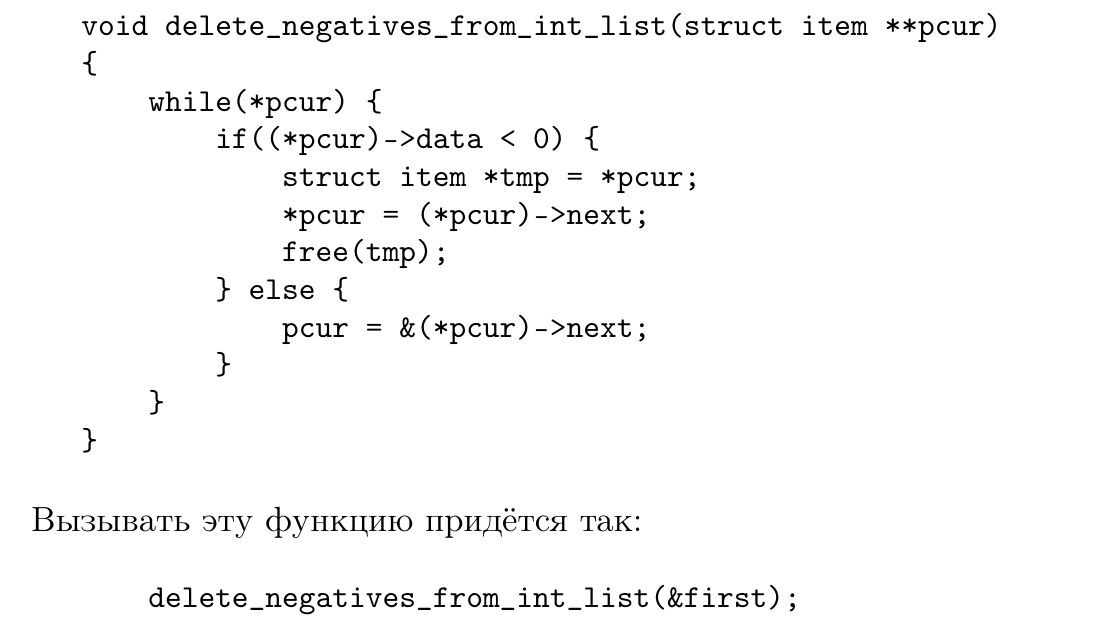 void delete_negatives_from_int_list(struct item **pcur)
{
    while(*pcur) {
        if((*pcur)->data < 0) {
            struct item *tmp = *pcur;
            *pcur = (*pcur)->next;
            free(tmp);
        } else {
            pcur = &(*pcur)->next;
        }
    }
}
Вызывать эту функцию придётся так:
    delete_negatives_from_int_list(&first);